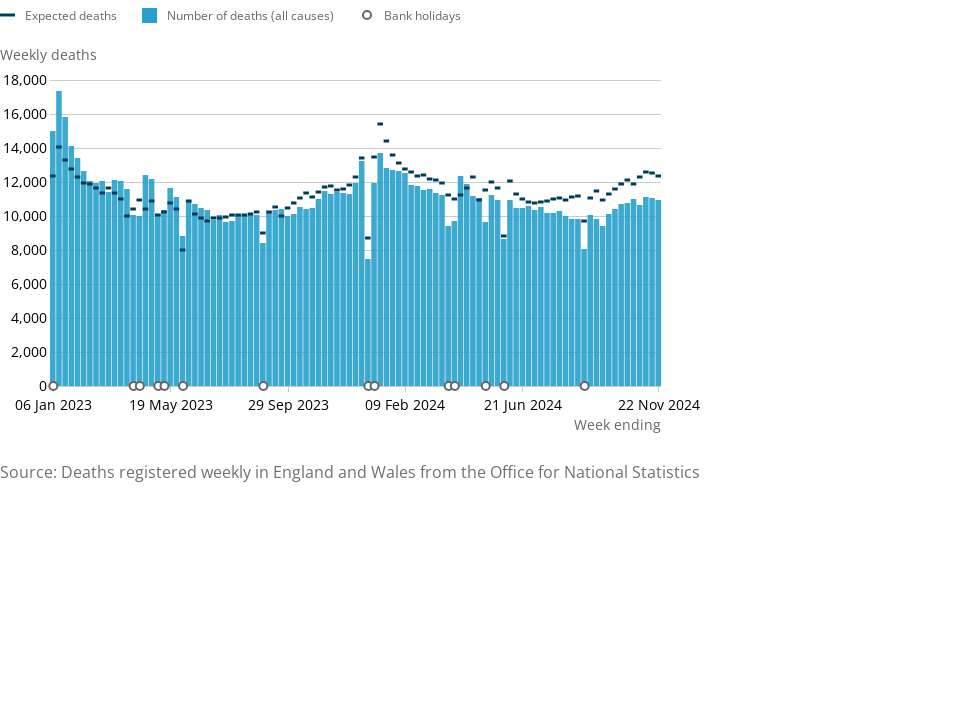 Expected deaths Number of deaths (all causes) Bank holidays
Weekly deaths
18,000
16,000
14,000
12,000
10,000
8,000
6,000
4,000
2,000
0
06 Jan 2023 19 May 2023 29 Sep 2023 09 Feb 2024 21 Jun 2024 22 Nov 2024
Week ending
Source: Deaths registered weekly in England and Wales from the Office for National Statistics